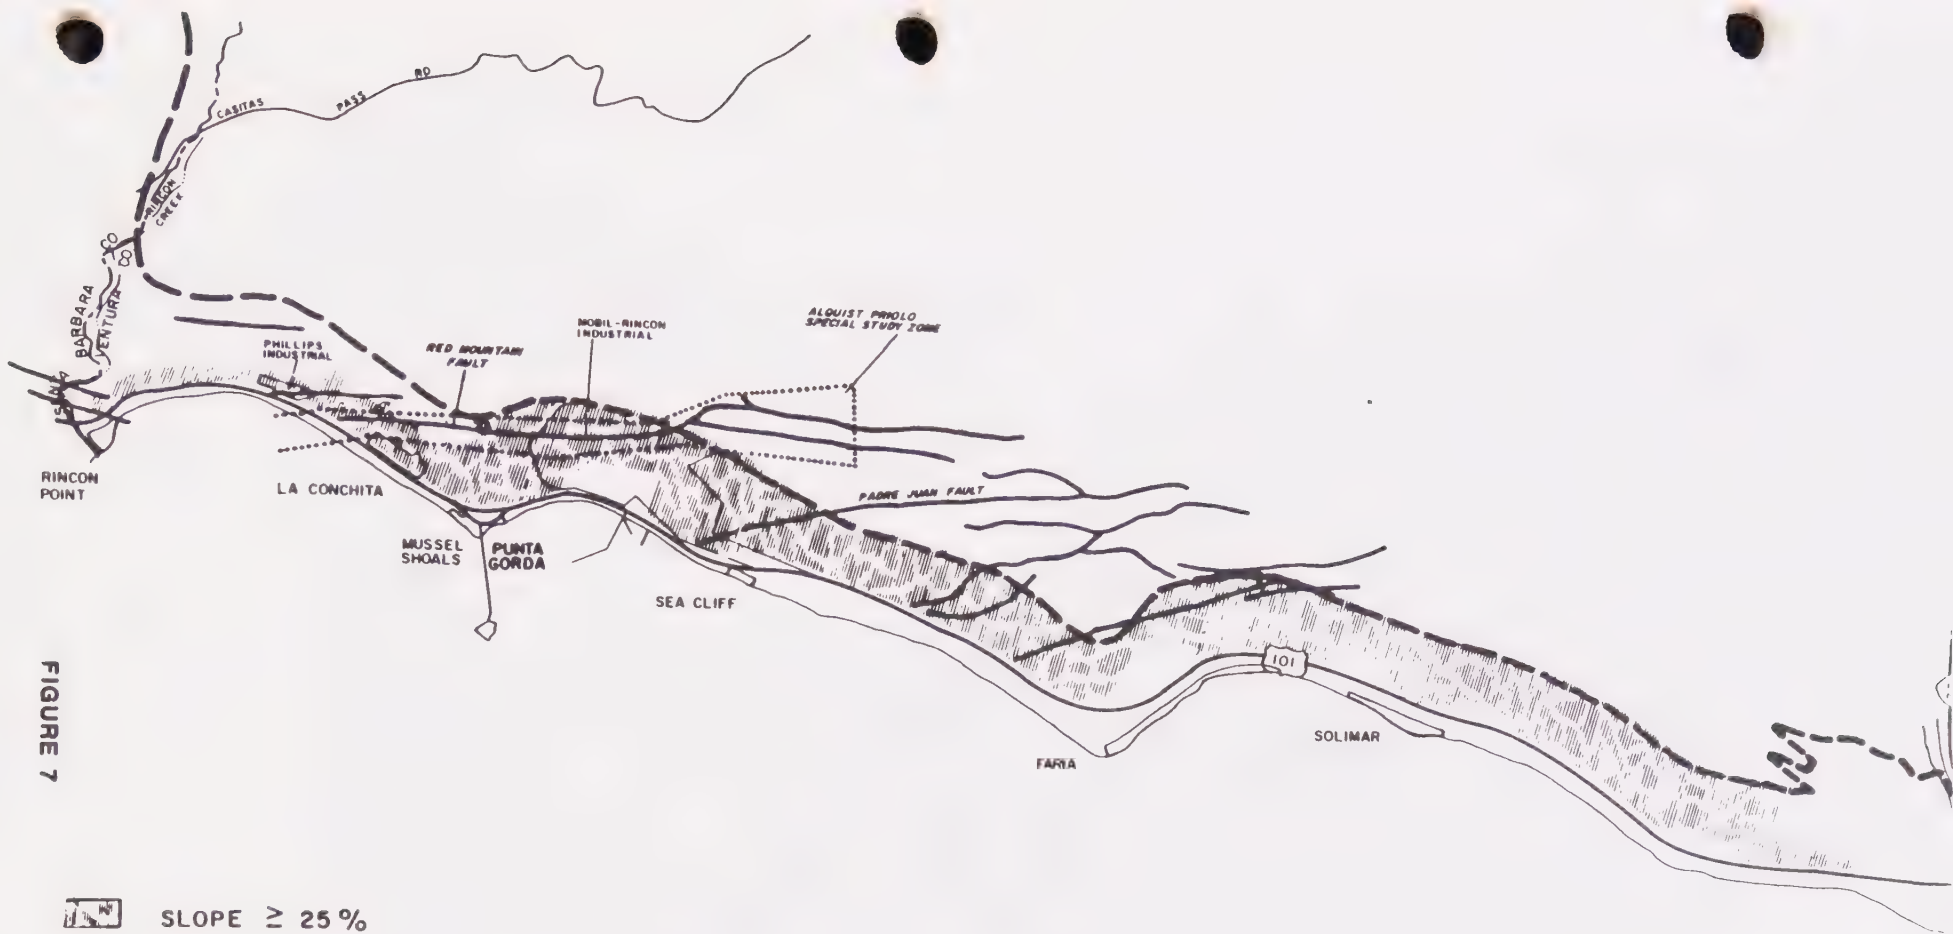 CASITAS PASS RD
RINCON
CREEK
CO
CO
BARBARA
VENTURA
PHILLIPS
INDUSTRIAL
RED MOUNTAIN
FAULT
MOBIL-RINCON
INDUSTRIAL
ALQUIST PRIOLO
SPECIAL STUDY ZONE
RINCON
POINT
LA CONCHITA
PADRE JUAN FAULT
MUSSEL
SHOALS
PUNTA
GORDA
SEA CLIFF
101
SOLIMAR
FARIA
FIGURE 7
SLOPE ≥ 25%